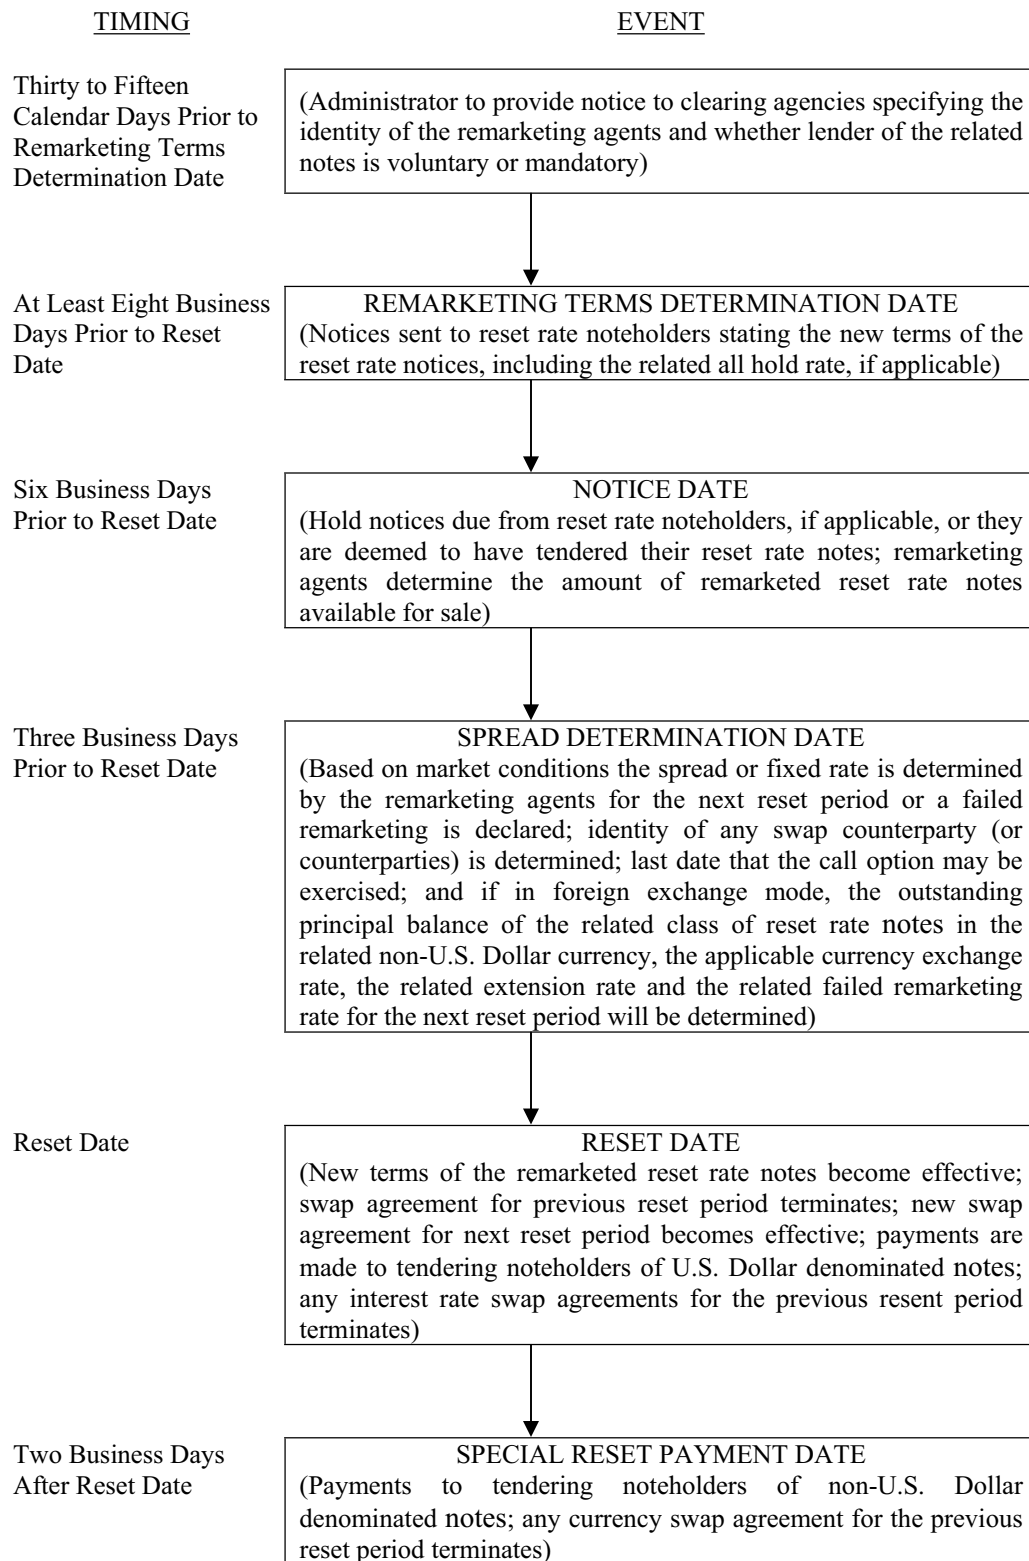 TIMING
EVENT
Thirty to Fifteen
Calendar Days Prior to
Remarketing Terms
Determination Date
(Administrator to provide notice to clearing agencies specifying the
identity of the remarketing agents and whether lender of the related
notes is voluntary or mandatory)
At Least Eight Business
Days Prior to Reset
Date
REMARKETING TERMS DETERMINATION DATE
(Notices sent to reset rate noteholders stating the new terms of the
reset rate notices, including the related all hold rate, if applicable)
Six Business Days
Prior to Reset Date
NOTICE DATE
(Hold notices due from reset rate noteholders, if applicable, or they
are deemed to have tendered their reset rate notes; remarketing
agents determine the amount of remarketed reset rate notes
available for sale)
Three Business Days
Prior to Reset Date
SPREAD DETERMINATION DATE
(Based on market conditions the spread or fixed rate is determined
by the remarketing agents for the next reset period or a failed
remarketing is declared; identity of any swap counterparty (or
counterparties) is determined; last date that the call option may be
exercised; and if in foreign exchange mode, the outstanding
principal balance of the related class of reset rate notes in the
related non-U.S. Dollar currency, the applicable currency exchange
rate, the related extension rate and the related failed remarketing
rate for the next reset period will be determined)
Reset Date
RESET DATE
(New terms of the remarketed reset rate notes become effective;
swap agreement for previous reset period terminates; new swap
agreement for next reset period becomes effective; payments are
made to tendering noteholders of U.S. Dollar denominated notes;
any interest rate swap agreements for the previous resent period
terminates)
Two Business Days
After Reset Date
SPECIAL RESET PAYMENT DATE
(Payments to tendering noteholders of non-U.S. Dollar
denominated notes; any currency swap agreement for the previous
reset period terminates)